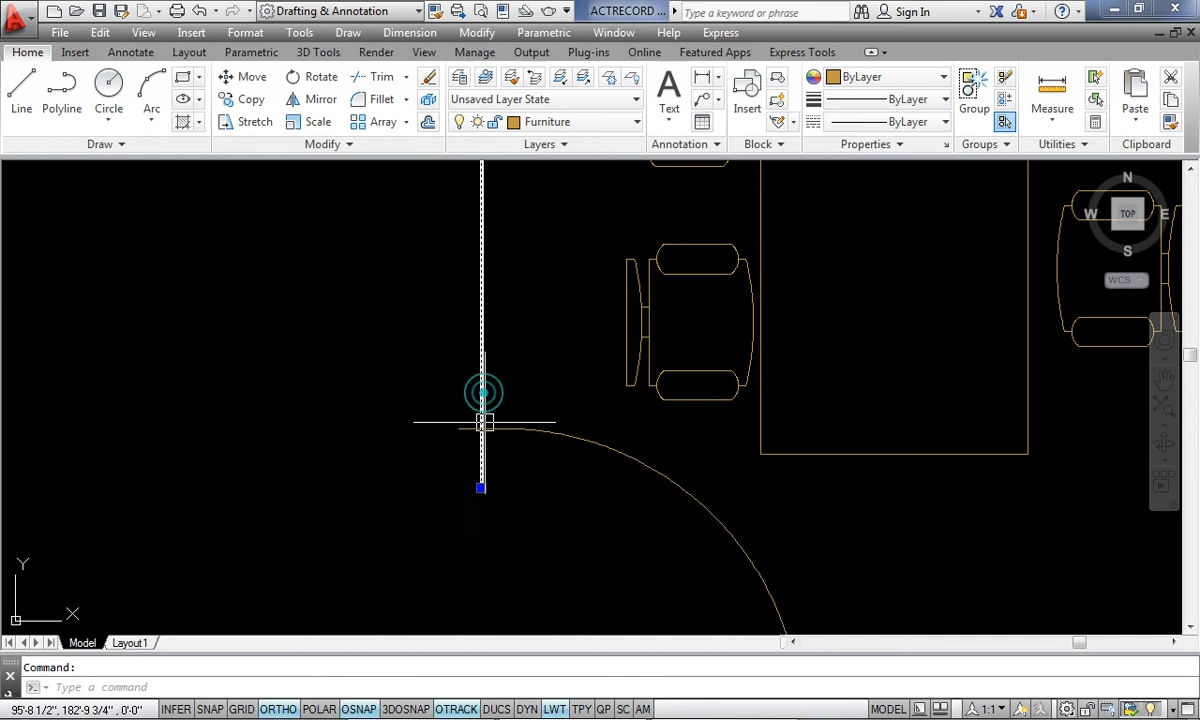 Drafting & Annotation
ACTRECORD ...
Type a keyword or phrase
Sign In
File Edit View Insert Format Tools Draw Dimension Modify Parametric Window Help Express
Home Insert Annotate Layout Parametric 3D Tools Render View Manage Output Plug-ins Online Featured Apps Express Tools
Line
Polyline
Circle
Arc
Move
Rotate
Trim
Copy
Mirror
Fillet
Stretch
Scale
Array
Unsaved Layer State
Furniture
Text
Insert
ByLayer
ByLayer
ByLayer
Group
Measure
Paste
Draw
Modify
Layers
Annotation
Block
Properties
Groups
Utilities
Clipboard
N
W
TOP
E
S
WCS
Y
X
Model
Layout1
Command:
Type a command
95'-8 1/2", 182'-9 3/4" , 0'-0"
INFER SNAP GRID ORTHO POLAR OSNAP 3DOSNAP OTRACK DUCS DYN LWT TPY QP SC AM
MODEL
1:1